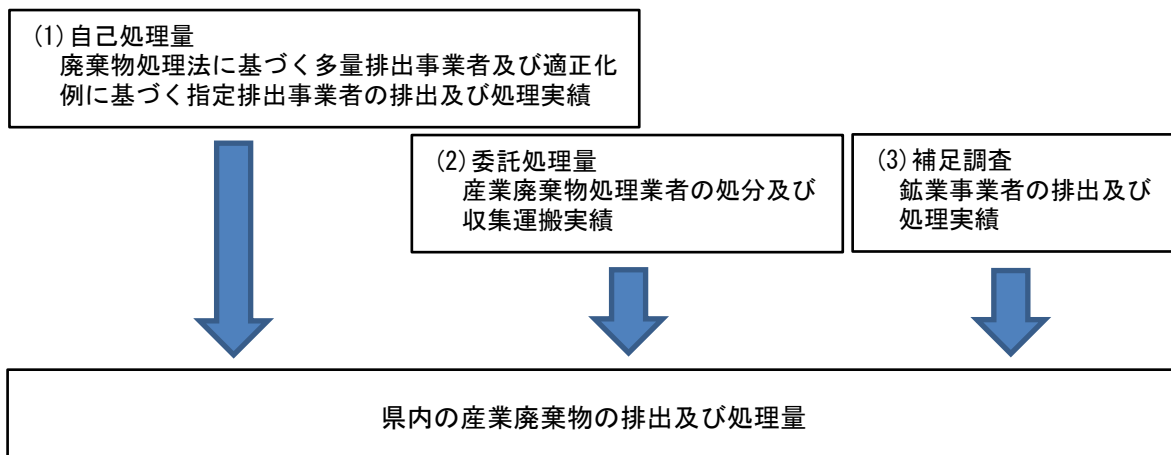 (1)自己処理量
廃棄物処理法に基づく多量排出事業者及び適正化
例に基づく指定排出事業者の排出及び処理実績
(2)委託処理量
産業廃棄物処理業者の処分及び
収集運搬実績
(3)補足調査
鉱業事業者の排出及び
処理実績
県内の産業廃棄物の排出及び処理量